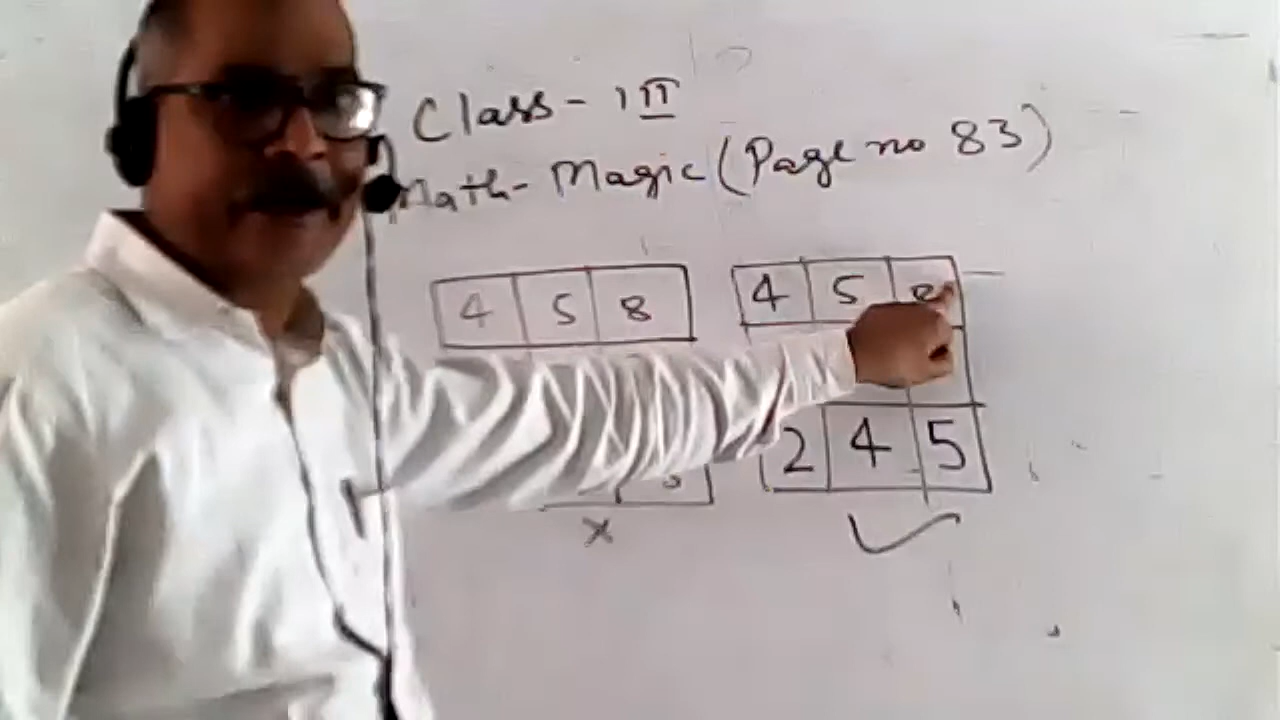 Class - III
Math - Magic (Page no 83)
4 5 8
4 5
2 4 5
×
✓